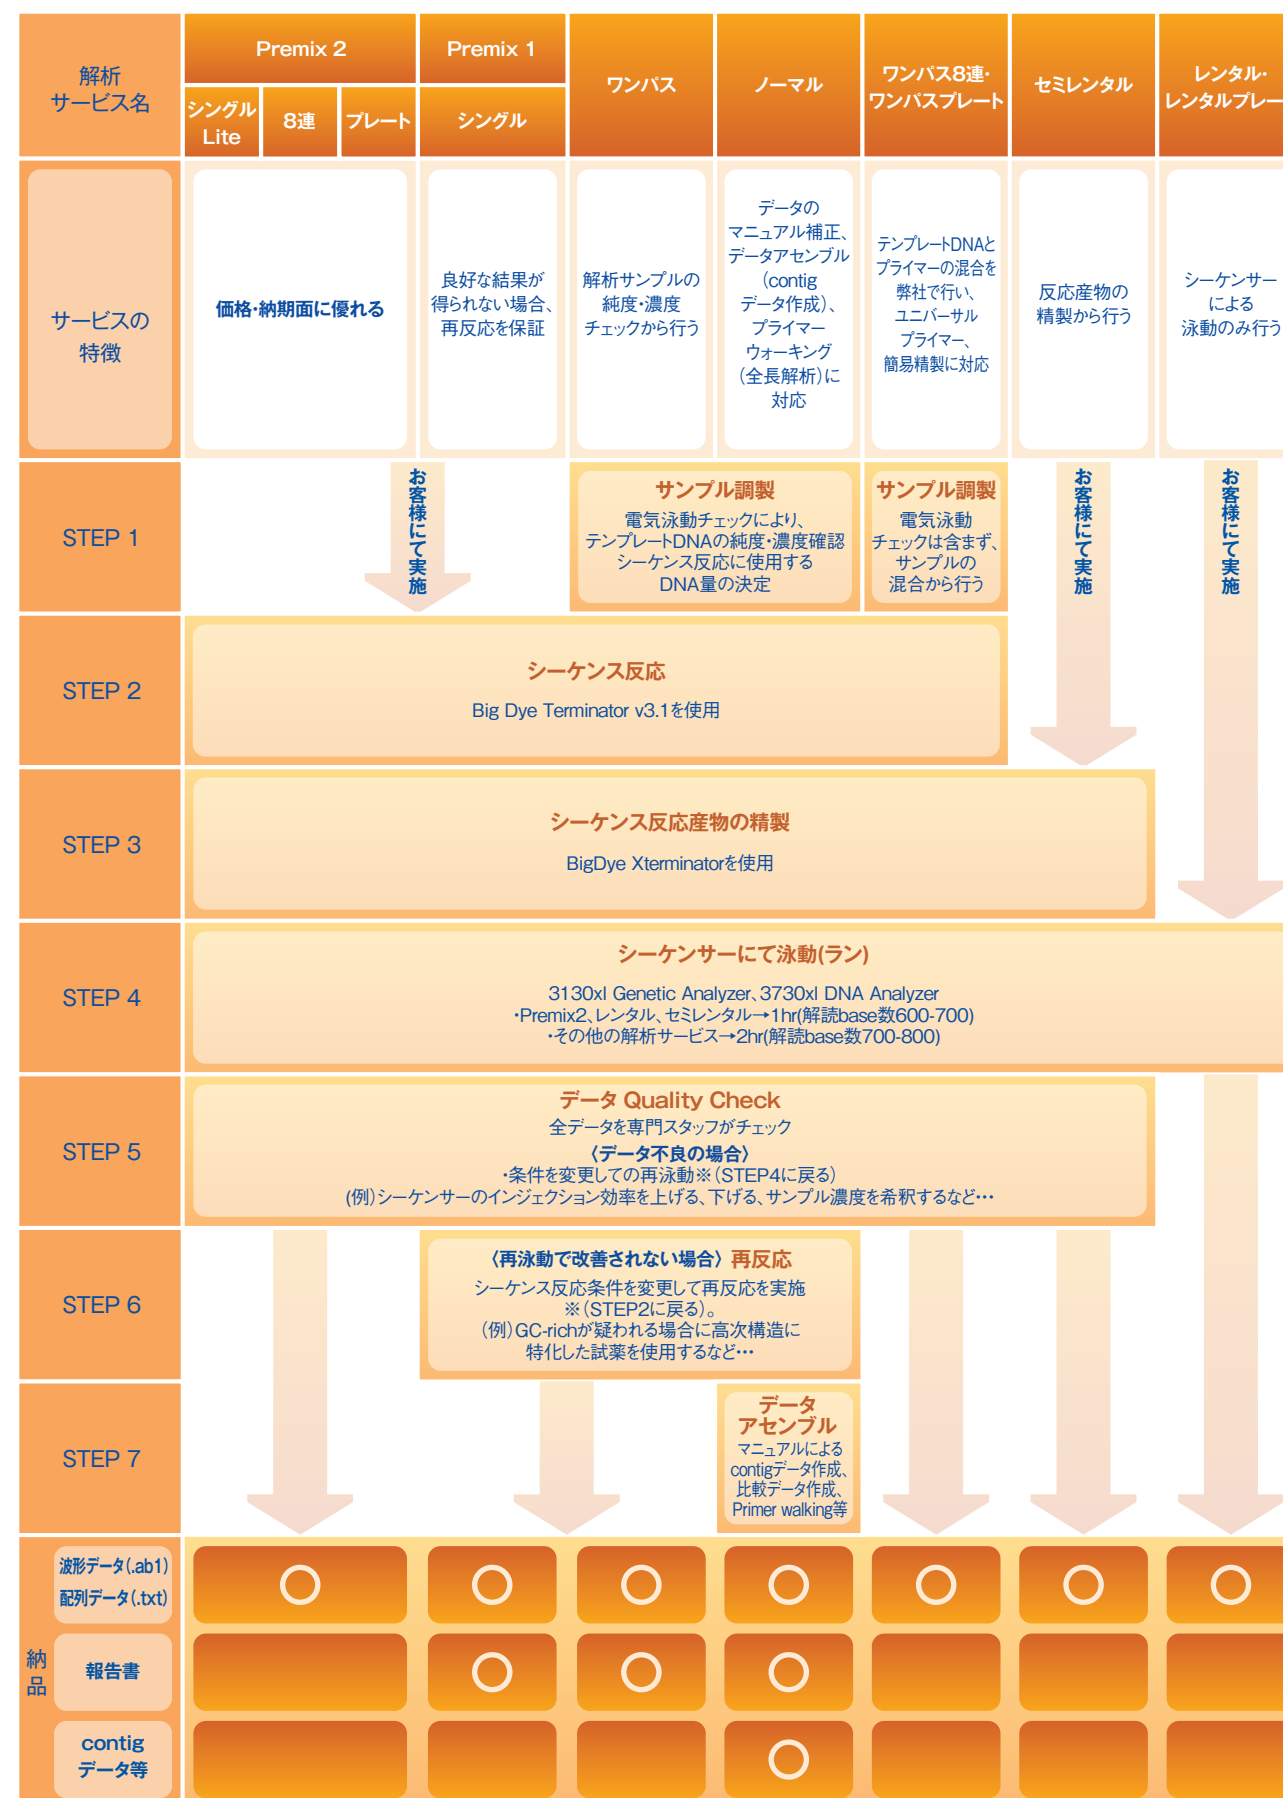 解析
サービス名
Premix 2
Premix 1
シングル
Lite
8連
プレート
シングル
ワンパス
ノーマル
ワンパス8連・
ワンパスプレート
セミレンタル
レンタル・
レンタルプレー
サービスの
特徴
価格・納期面に優れる
良好な結果が
得られない場合、
再反応を保証
解析サンプルの
純度・濃度
チェックから行う
データの
マニュアル補正、
データアセンブル
(contig
データ作成)、
プライマー
ウォーキング
(全長解析)に
対応
テンプレートDNAと
プライマーの混合を
弊社で行い、
ユニバーサル
プライマー、
簡易精製に対応
反応産物の
精製から行う
シーケンサー
による
泳動のみ行う
STEP 1
お客様にて実施
サンプル調製
電気泳動チェックにより、
テンプレートDNAの純度・濃度確認
シーケンス反応に使用する
DNA量の決定
サンプル調製
電気泳動
チェックは含まず、
サンプルの
混合から行う
お客様にて実施
お客様にて実施
STEP 2
シーケンス反応
Big Dye Terminator v3.1を使用
STEP 3
シーケンス反応産物の精製
BigDye Xterminatorを使用
STEP 4
シーケンサーにて泳動(ラン)
3130xl Genetic Analyzer、3730xl DNA Analyzer
・Premix2、レンタル、セミレンタル→1hr(解読base数600-700)
・その他の解析サービス→2hr(解読base数700-800)
STEP 5
データ Quality Check
全データを専門スタッフがチェック
〈データ不良の場合〉
・条件を変更しての再泳動※(STEP4に戻る)
(例)シーケンサーのインジェクション効率を上げる、下げる、サンプル濃度を希釈するなど…
STEP 6
〈再泳動で改善されない場合〉 再反応
シーケンス反応条件を変更して再反応を実施
※(STEP2に戻る)。
(例)GC-richが疑われる場合に高次構造に
特化した試薬を使用するなど…
STEP 7
データ
アセンブル
マニュアルによる
contigデータ作成、
比較データ作成、
Primer walking等
納品
波形データ(.ab1)
配列データ(.txt)
報告書
contig
データ等